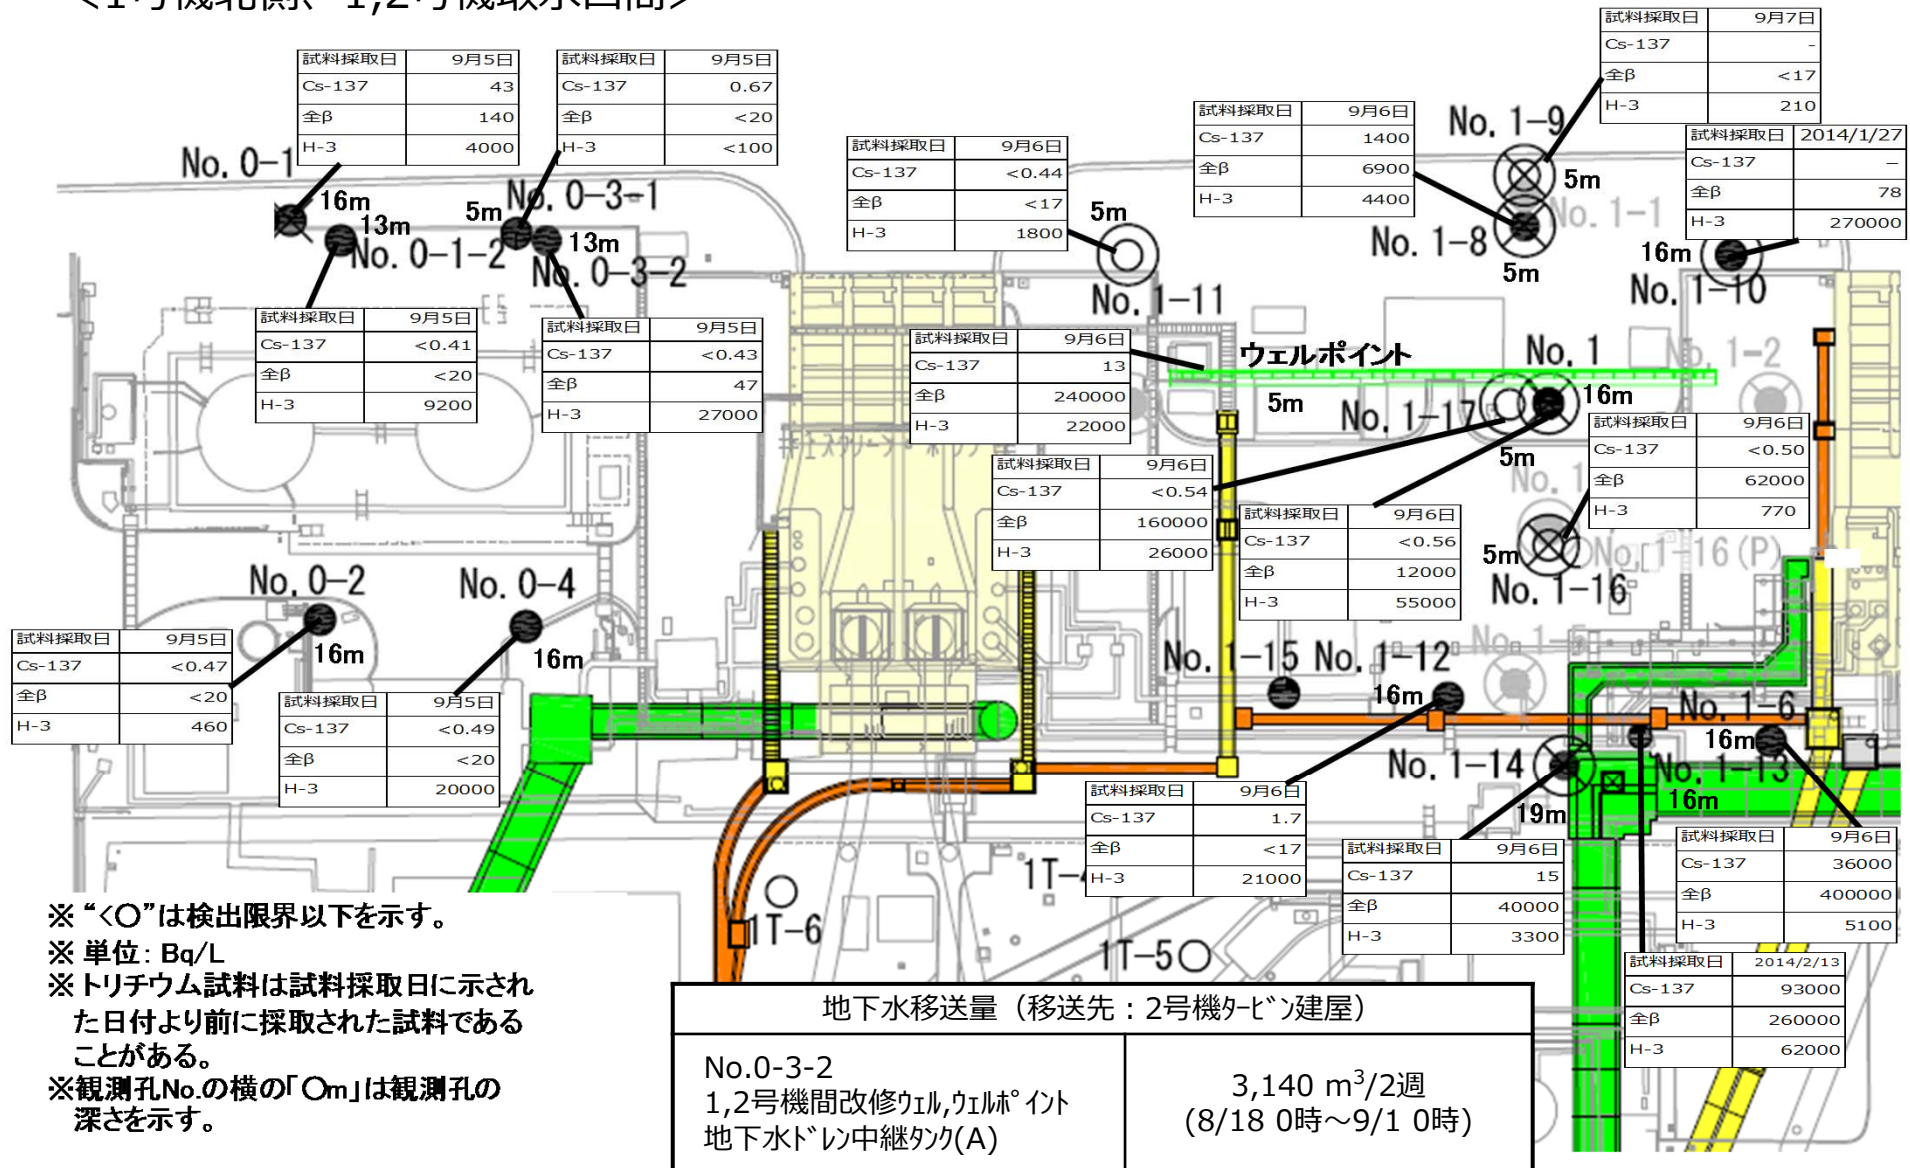 <1号機北側、1,2号機取水口間>
試料採取日 9月5日
Cs-137 43
全β 140
H-3 4000
試料採取日 9月5日
Cs-137 0.67
全β <20
H-3 <100
試料採取日 9月6日
Cs-137 <0.44
全β <17
H-3 1800
試料採取日 9月6日
Cs-137 1400
全β 6900
H-3 4400
試料採取日 9月7日
Cs-137 -
全β <17
H-3 210
試料採取日 2014/1/27
Cs-137 –
全β 78
H-3 270000
No. 0-1
16m
13m
No. 0-1-2
5m
No. 0-3-1
13m
No. 0-3-2
5m
No. 1-11
No. 1-9
5m
No. 1-1
No. 1-8
5m
16m
No. 1-10
試料採取日 9月5日
Cs-137 <0.41
全β <20
H-3 9200
試料採取日 9月5日
Cs-137 <0.43
全β 47
H-3 27000
試料採取日 9月6日
Cs-137 13
全β 240000
H-3 22000
ウェルポイント
5m
No. 1
No. 1-2
16m
No. 1-17
5m
試料採取日 9月6日
Cs-137 <0.54
全β 160000
H-3 26000
試料採取日 9月6日
Cs-137 <0.56
全β 12000
H-3 55000
試料採取日 9月6日
Cs-137 <0.50
全β 62000
H-3 770
5m
No. 1-16(P)
No. 1-16
No. 0-2
16m
No. 0-4
16m
試料採取日 9月5日
Cs-137 <0.47
全β <20
H-3 460
試料採取日 9月5日
Cs-137 <0.49
全β <20
H-3 20000
No. 1-15
No. 1-12
16m
No. 1-5
No. 1-6
16m
No. 1-14
19m
No. 1-13
16m
試料採取日 9月6日
Cs-137 1.7
全β <17
H-3 21000
試料採取日 9月6日
Cs-137 15
全β 40000
H-3 3300
試料採取日 9月6日
Cs-137 36000
全β 400000
H-3 5100
試料採取日 2014/2/13
Cs-137 93000
全β 260000
H-3 62000
1T-6
1T-5
※ “<〇”は検出限界以下を示す。
※ 単位：Bq/L
※ トリチウム試料は試料採取日に示され
た日付より前に採取された試料である
ことがある。
※観測孔No.の横の「〇m」は観測孔の
深さを示す。
地下水移送量（移送先：2号機ﾀｰﾋﾞﾝ建屋）
No.0-3-2
1,2号機間改修ｳｪﾙ,ｳｪﾙﾎﾟｲﾝﾄ
地下水ﾄﾞﾚﾝ中継ﾀﾝｸ(A)
3,140 m³/2週
(8/18 0時～9/1 0時)